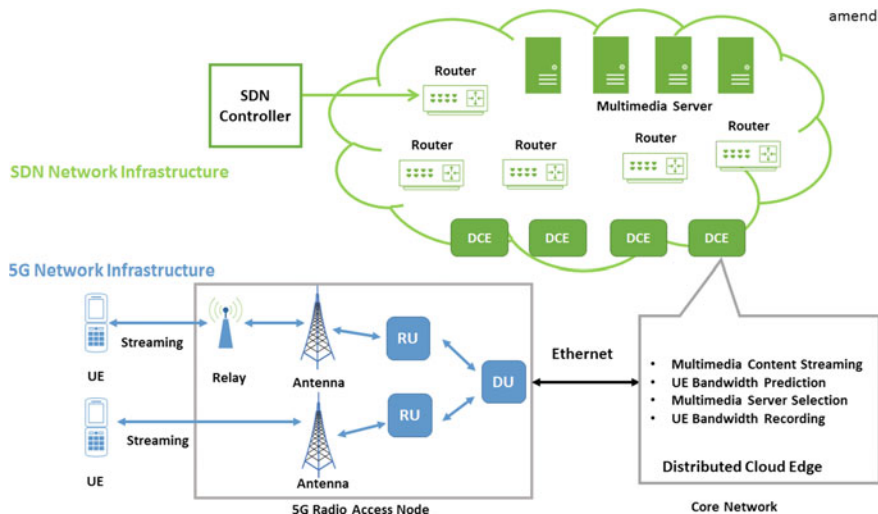 amend
Router
SDN
Controller
Multimedia Server
Router
Router
Router
Router
SDN Network Infrastructure
DCE
DCE
DCE
DCE
5G Network Infrastructure
Streaming
UE
Relay
Antenna
RU
DU
Ethernet
RU
Streaming
UE
Antenna
5G Radio Access Node
• Multimedia Content Streaming
• UE Bandwidth Prediction
• Multimedia Server Selection
• UE Bandwidth Recording
Distributed Cloud Edge
Core Network